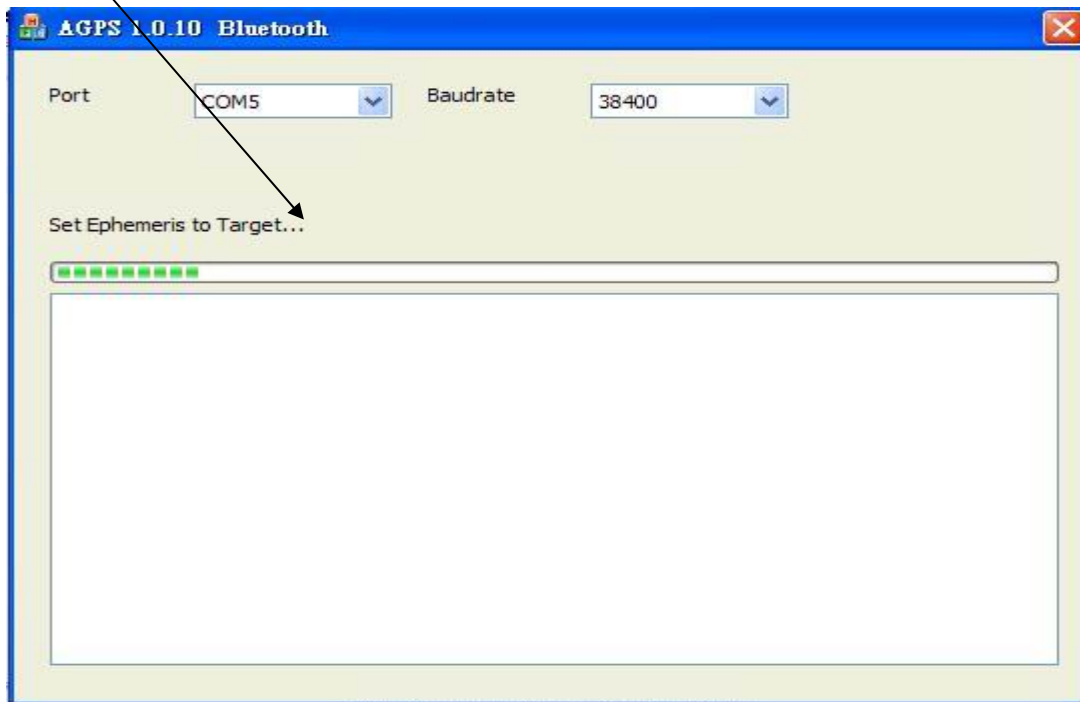 AGPS 1.0.10 Bluetooth
Port COM5 Baudrate 38400
Set Ephemeris to Target...